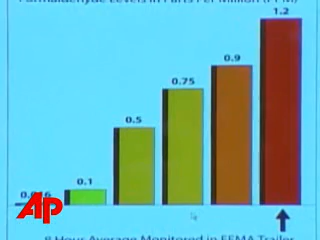 Formaldehyde Levels in Parts Per Million (PPM)
1.2
0.9
0.75
0.5
0.1
AP
8 Hour Average Monitored in FEMA Trailer